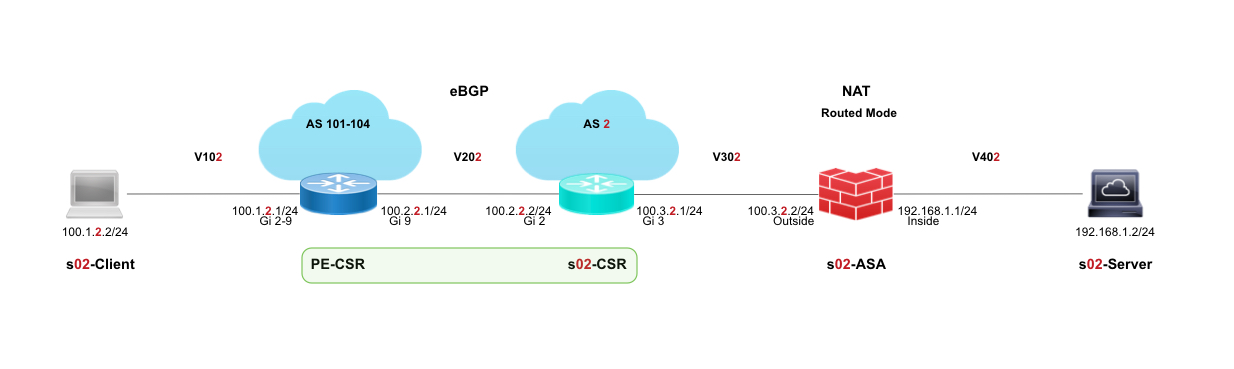 eBGP
NAT
Routed Mode
AS 101-104
AS 2
V102
V202
V302
V402
100.1.2.1/24
Gi 2-9
100.2.2.1/24
Gi 9
100.2.2.2/24
Gi 2
100.3.2.1/24
Gi 3
100.3.2.2/24
Outside
192.168.1.1/24
Inside
100.1.2.2/24
192.168.1.2/24
s02-Client
PE-CSR
s02-CSR
s02-ASA
s02-Server